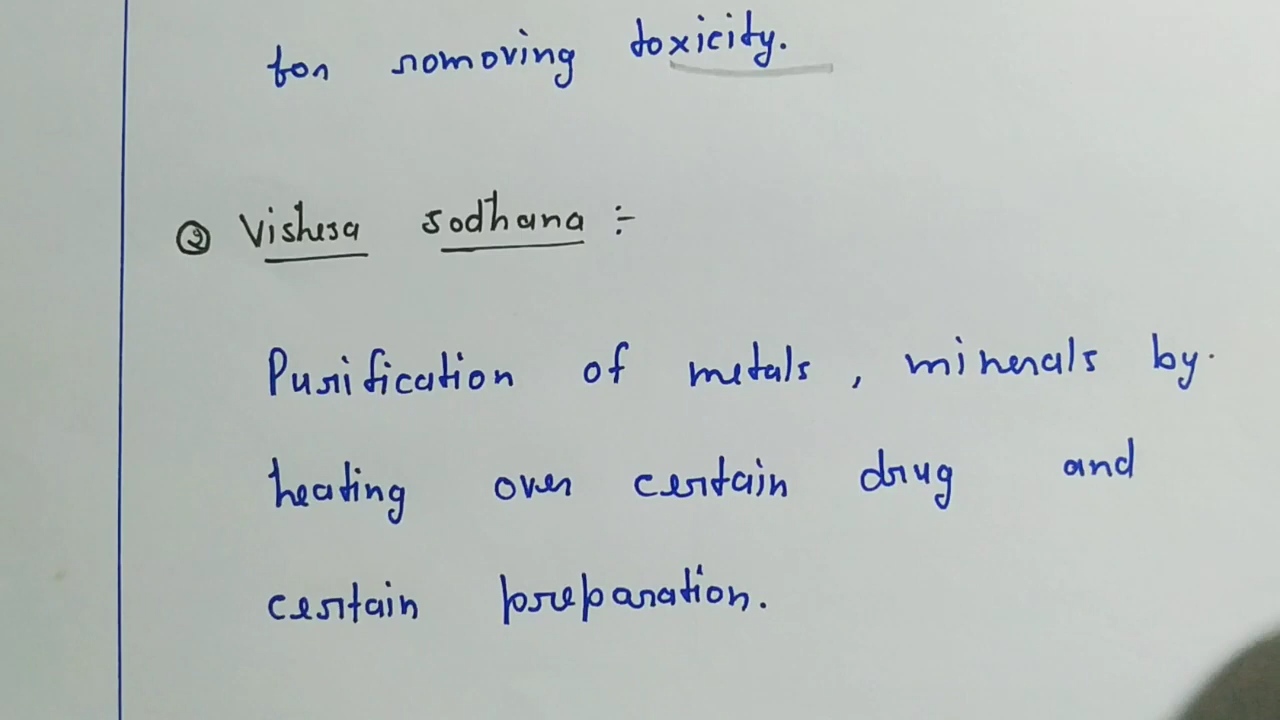 for removing toxicity.
② Vishesa Sodhana :-
Purification of metals, minerals by.
heating over certain drug and
certain preparation.